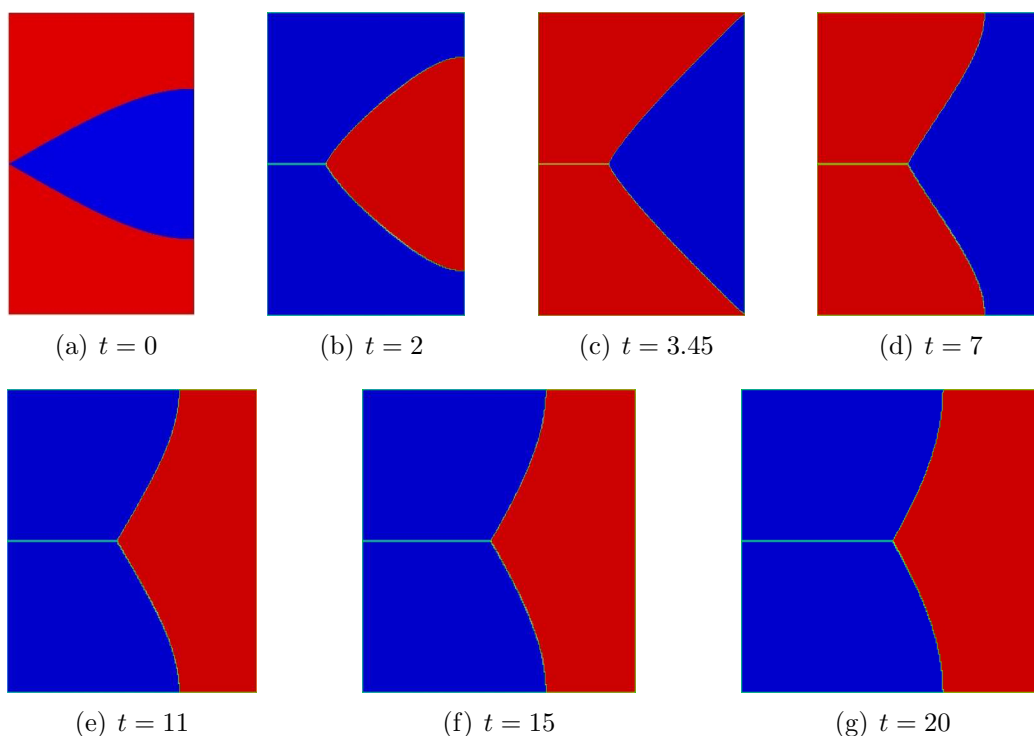 (a) t = 0
(b) t = 2
(c) t = 3.45
(d) t = 7
(e) t = 11
(f) t = 15
(g) t = 20